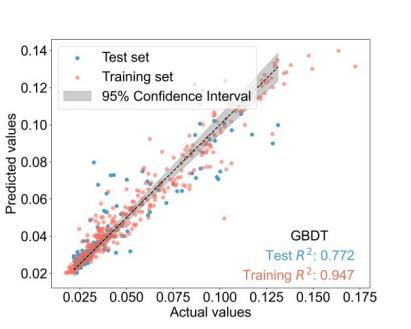 0.14
0.12
0.10
0.08
0.06
0.04
0.02
Predicted values
Test set
Training set
95% Confidence Interval
GBDT
Test R²: 0.772
Training R²: 0.947
0.025 0.050 0.075 0.100 0.125 0.150 0.175
Actual values